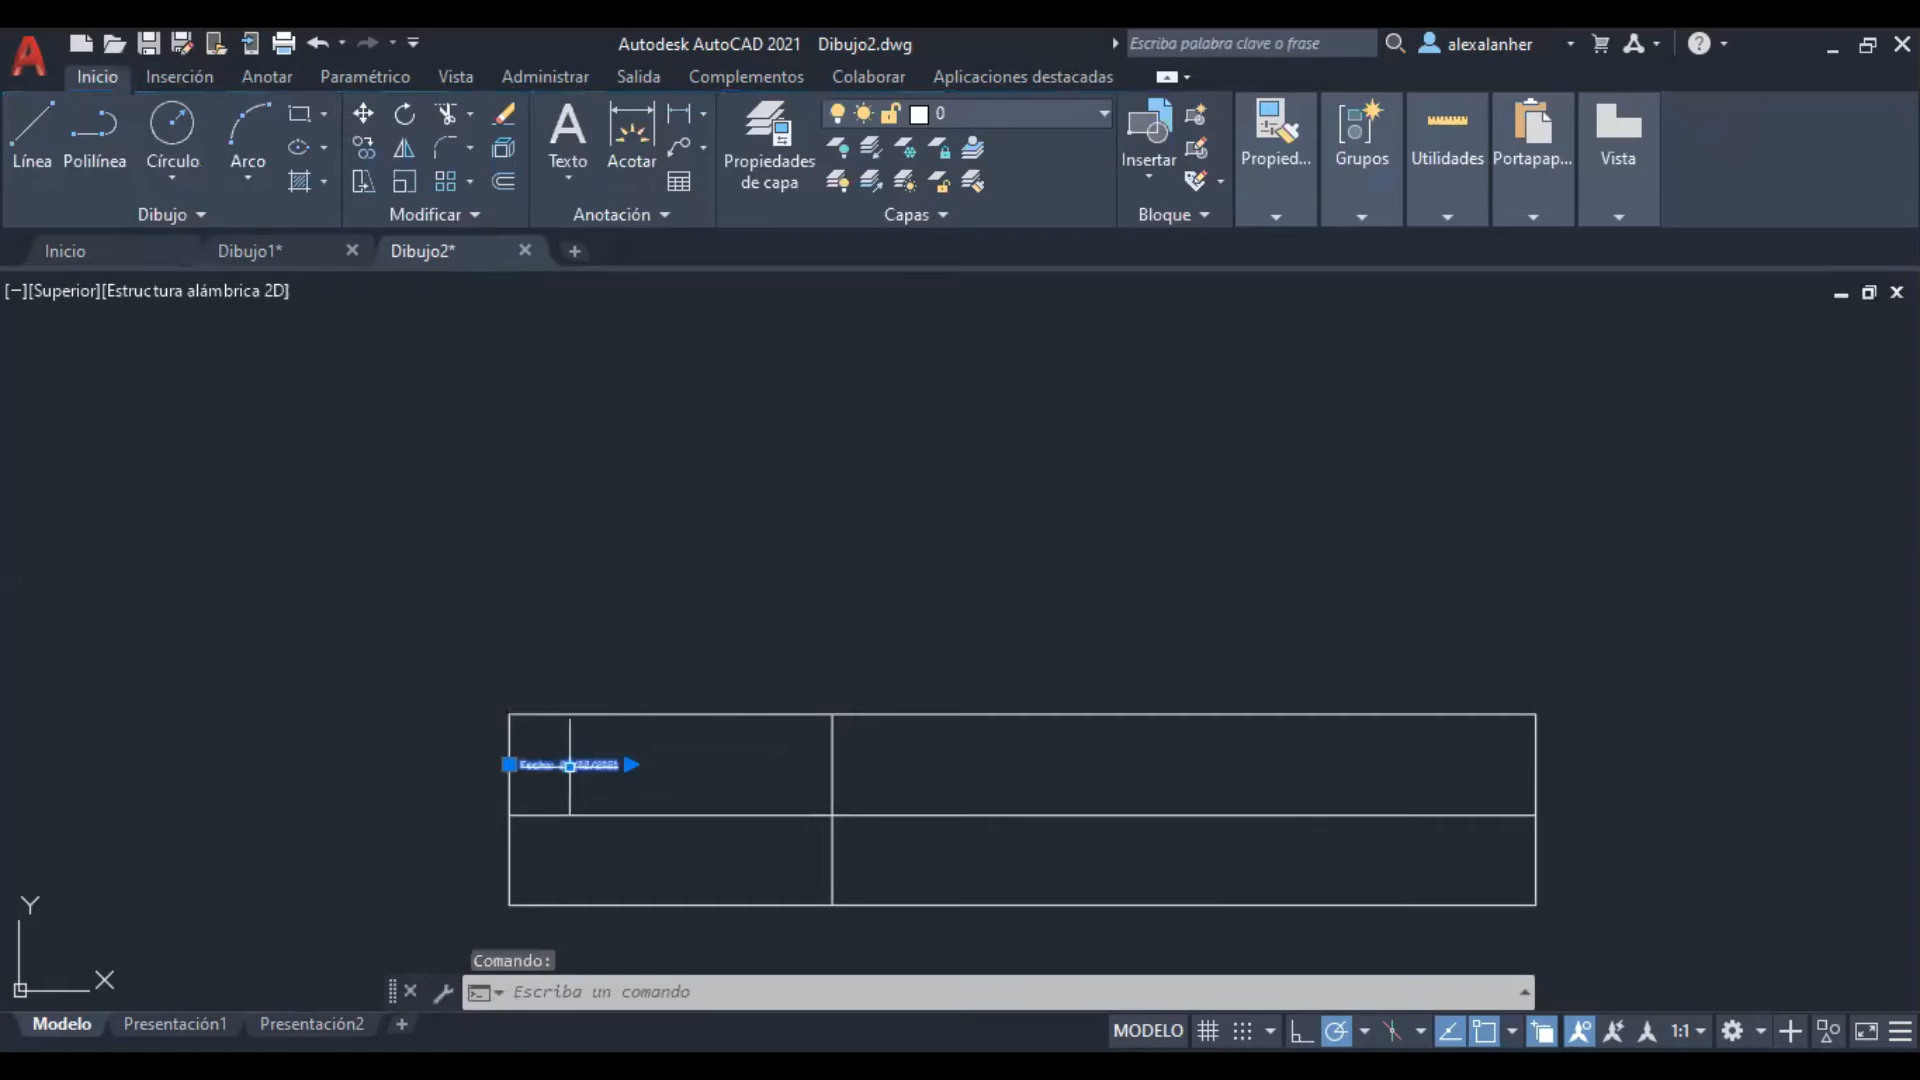 Autodesk AutoCAD 2021 Dibujo2.dwg
Escriba palabra clave o frase
alexalanher
Inicio Inserción Anotar Paramétrico Vista Administrar Salida Complementos Colaborar Aplicaciones destacadas
0
Línea Polilínea Círculo Arco
Texto Acotar
Propiedades
de capa
Insertar
Propied... Grupos Utilidades Portapap... Vista
Dibujo Modificar Anotación Capas Bloque
Inicio Dibujo1* Dibujo2*
[−][Superior][Estructura alámbrica 2D]
Fecha:
Y
X
Comando:
Escriba un comando
Modelo Presentación1 Presentación2
MODELO 1:1